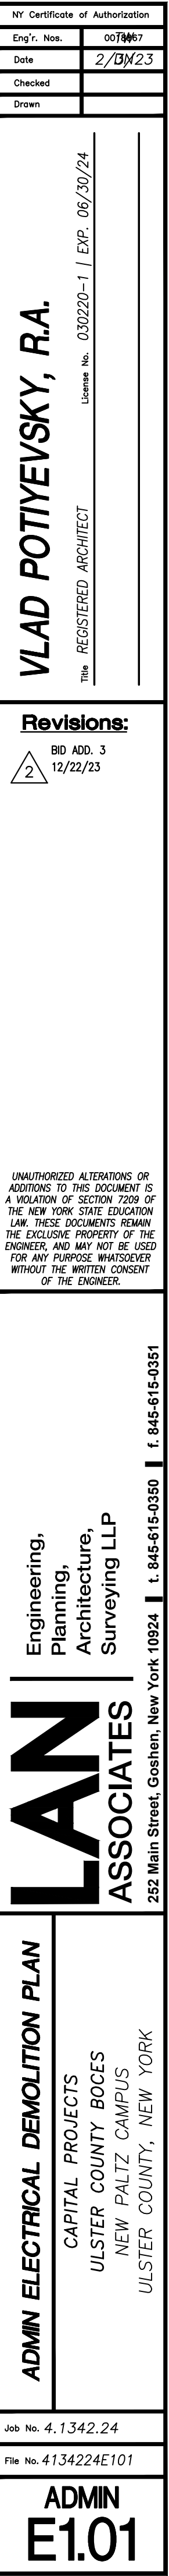 NY Certificate of Authorization
Eng'r. Nos.
Date 2/ /23
Checked
Drawn
VLAD POTIYEVSKY, R.A.
Title REGISTERED ARCHITECT License No. 030220-1 | EXP. 06/30/24
Revisions:
2 BID ADD. 3
12/22/23
UNAUTHORIZED ALTERATIONS OR
ADDITIONS TO THIS DOCUMENT IS
A VIOLATION OF SECTION 7209 OF
THE NEW YORK STATE EDUCATION
LAW. THESE DOCUMENTS REMAIN
THE EXCLUSIVE PROPERTY OF THE
ENGINEER, AND MAY NOT BE USED
FOR ANY PURPOSE WHATSOEVER
WITHOUT THE WRITTEN CONSENT
OF THE ENGINEER.
LAN
ASSOCIATES
Engineering,
Planning,
Architecture,
Surveying LLP
252 Main Street, Goshen, New York 10924 | t. 845-615-0350 | f. 845-615-0351
ADMIN ELECTRICAL DEMOLITION PLAN
CAPITAL PROJECTS
ULSTER COUNTY BOCES
NEW PALTZ CAMPUS
ULSTER COUNTY, NEW YORK
Job No. 4.1342.24
File No. 4134224E101
ADMIN
E1.01